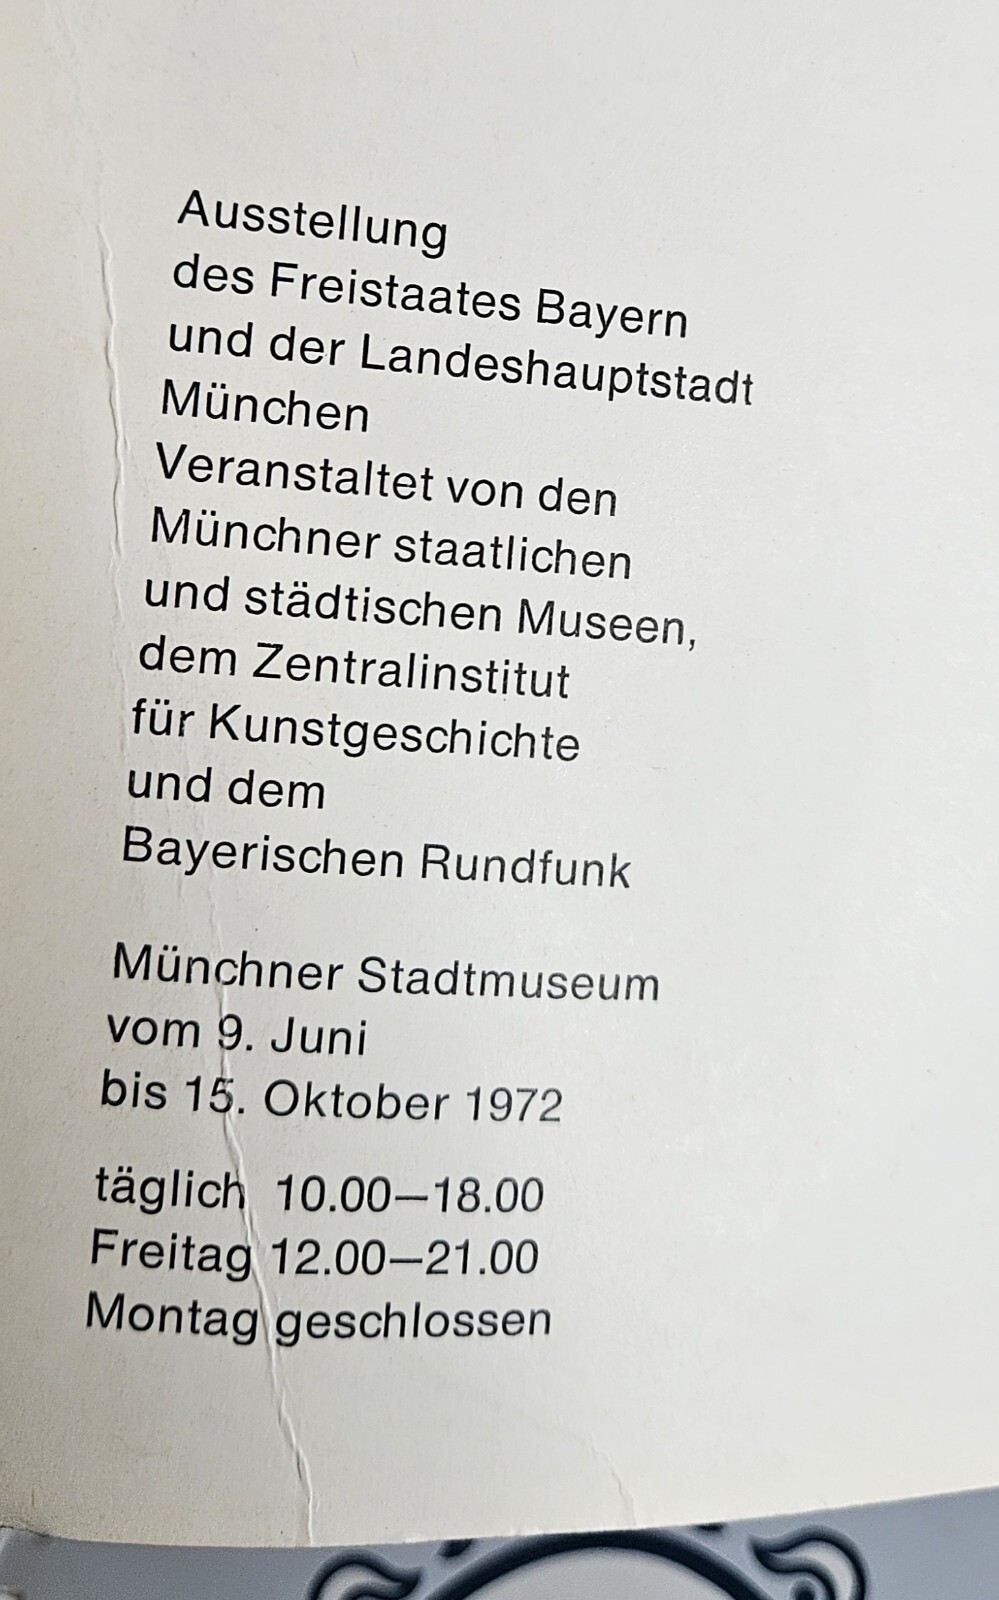 Ausstellung
des Freistaates Bayern
und der Landeshauptstadt
München
Veranstaltet von den
Münchner staatlichen
und städtischen Museen,
dem Zentralinstitut
für Kunstgeschichte
und dem
Bayerischen Rundfunk
Münchner Stadtmuseum
vom 9. Juni
bis 15. Oktober 1972
täglich 10.00—18.00
Freitag 12.00—21.00
Montag geschlossen